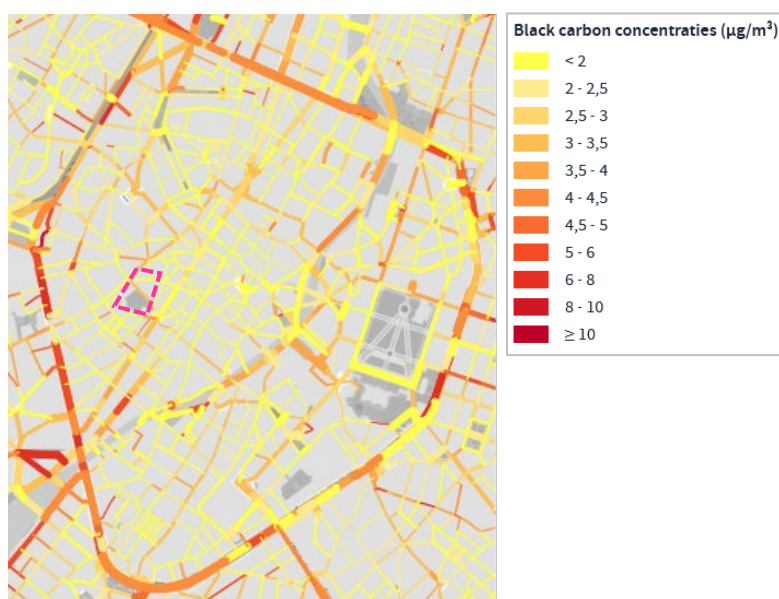 Black carbon concentraties (µg/m³)
< 2
2 - 2,5
2,5 - 3
3 - 3,5
3,5 - 4
4 - 4,5
4,5 - 5
5 - 6
6 - 8
8 - 10
≥ 10